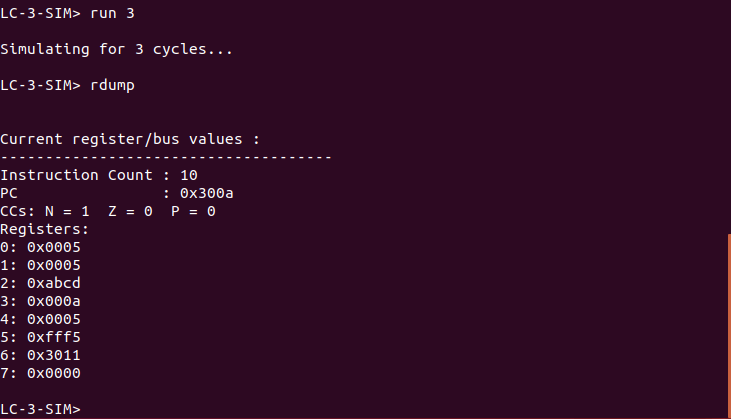 LC-3-SIM> run 3
Simulating for 3 cycles...
LC-3-SIM> rdump
Current register/bus values :
-------------------------------------
Instruction Count : 10
PC                : 0x300a
CCs: N = 1  Z = 0  P = 0
Registers:
0: 0x0005
1: 0x0005
2: 0xabcd
3: 0x000a
4: 0x0005
5: 0xfff5
6: 0x3011
7: 0x0000
LC-3-SIM>